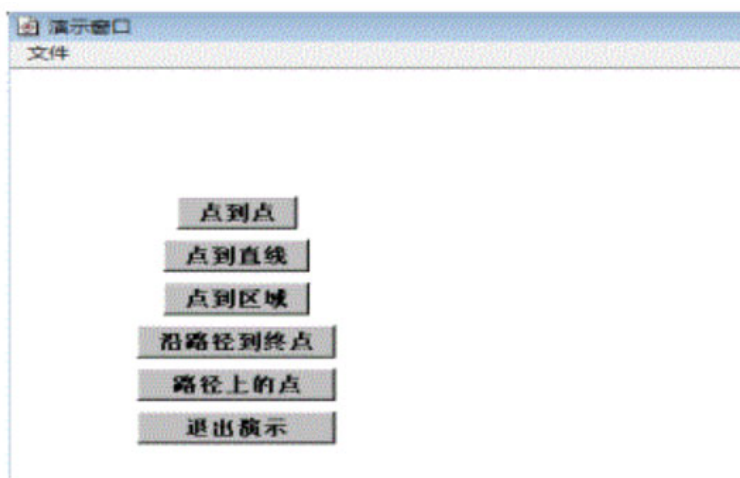 演示窗口
文件
点到点
点到直线
点到区域
沿路径到终点
路径上的点
退出演示